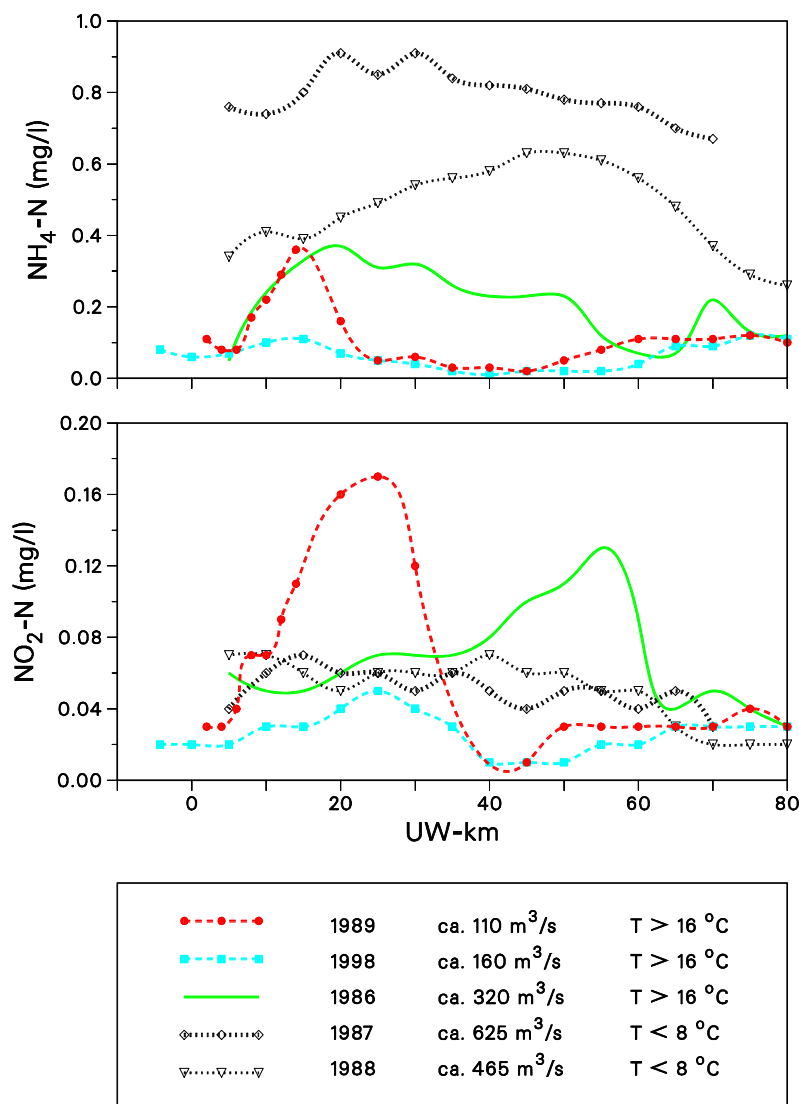 1.0
0.8
0.6
0.4
0.2
0.0
NH4-N (mg/l)
0.20
0.16
0.12
0.08
0.04
0.00
NO2-N (mg/l)
0 20 40 60 80
UW-km
1989 ca. 110 m³/s T > 16 °C
1998 ca. 160 m³/s T > 16 °C
1986 ca. 320 m³/s T > 16 °C
1987 ca. 625 m³/s T < 8 °C
1988 ca. 465 m³/s T < 8 °C